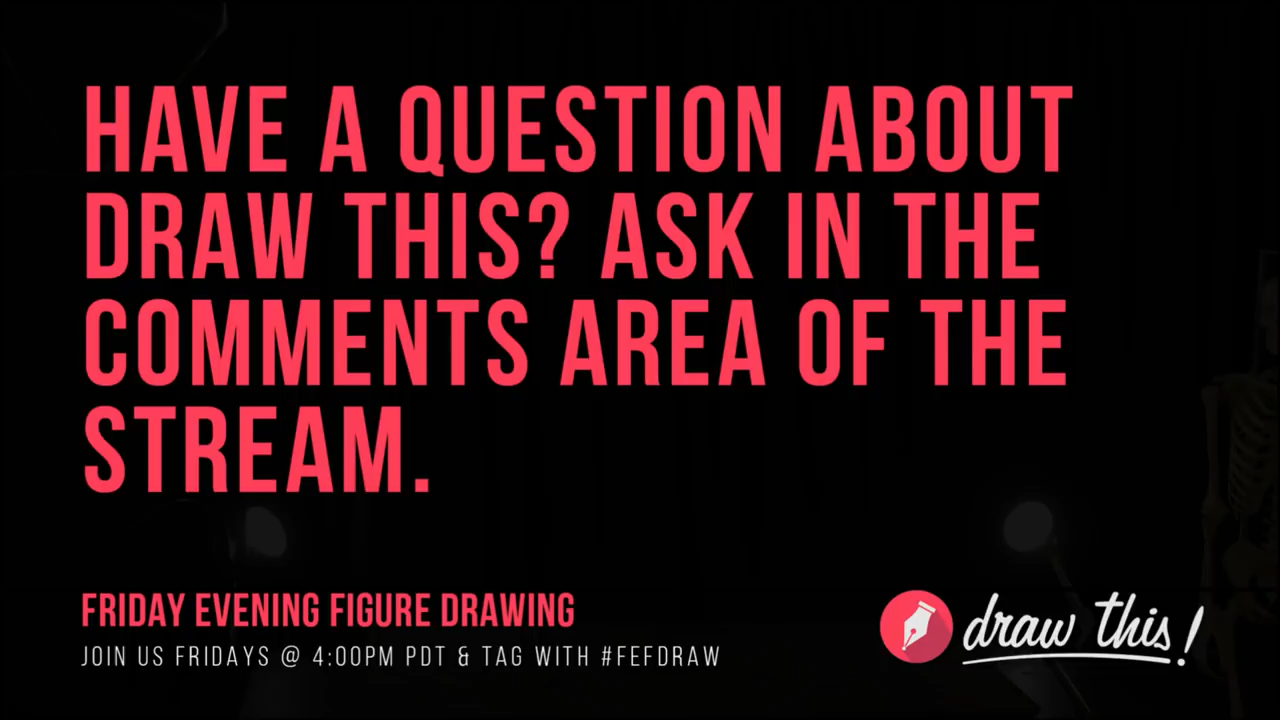 HAVE A QUESTION ABOUT
DRAW THIS? ASK IN THE
COMMENTS AREA OF THE
STREAM.
FRIDAY EVENING FIGURE DRAWING
JOIN US FRIDAYS @ 4:00PM PDT & TAG WITH #FEFDRAW
draw this!